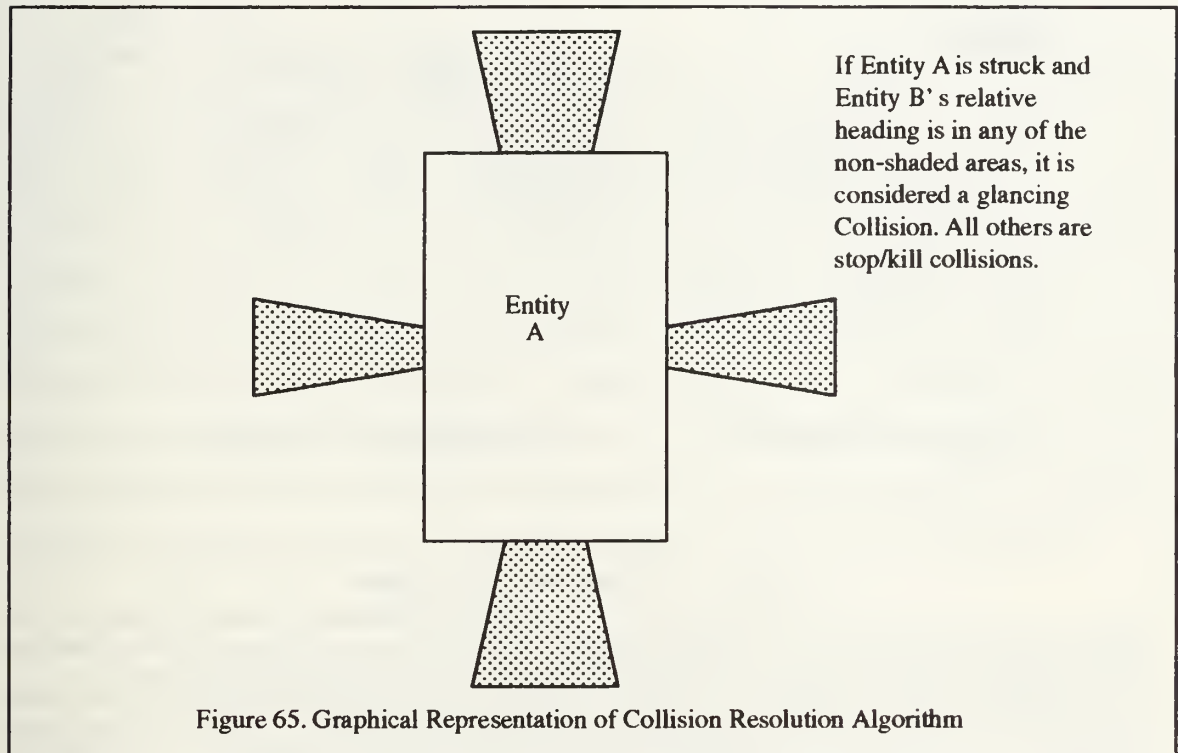 If Entity A is struck and
Entity B' s relative
heading is in any of the
non-shaded areas, it is
considered a glancing
Collision. All others are
stop/kill collisions.
Entity
A
Figure 65. Graphical Representation of Collision Resolution Algorithm